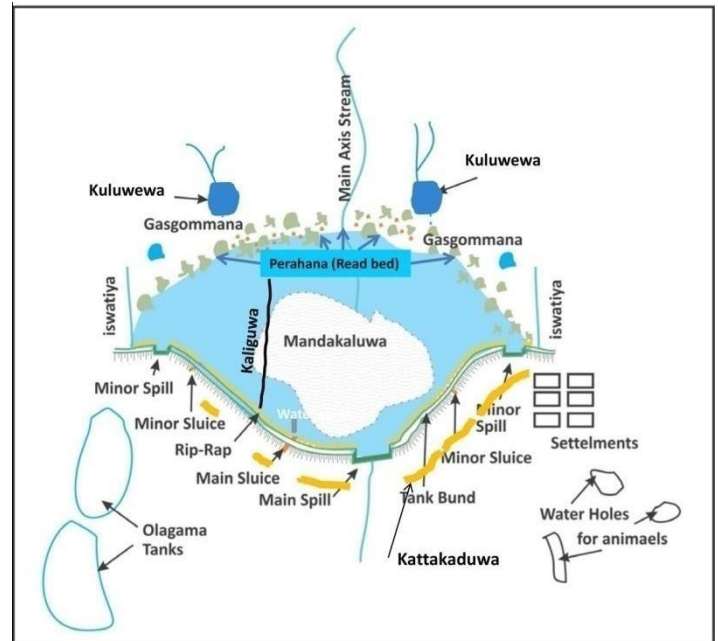 Main Axis Stream
Kuluwewa
Kuluwewa
Gasgommana
Gasgommana
Perahana (Read bed)
iswatiya
iswatiya
Kaliguwa
Mandakaluwa
Minor Spill
Minor Sluice
Rip-Rap
Main Sluice
Main Spill
Minor
Spill
Minor Sluice
Tank Bund
Settelments
Water Holes
for animaels
Olagama
Tanks
Kattakaduwa